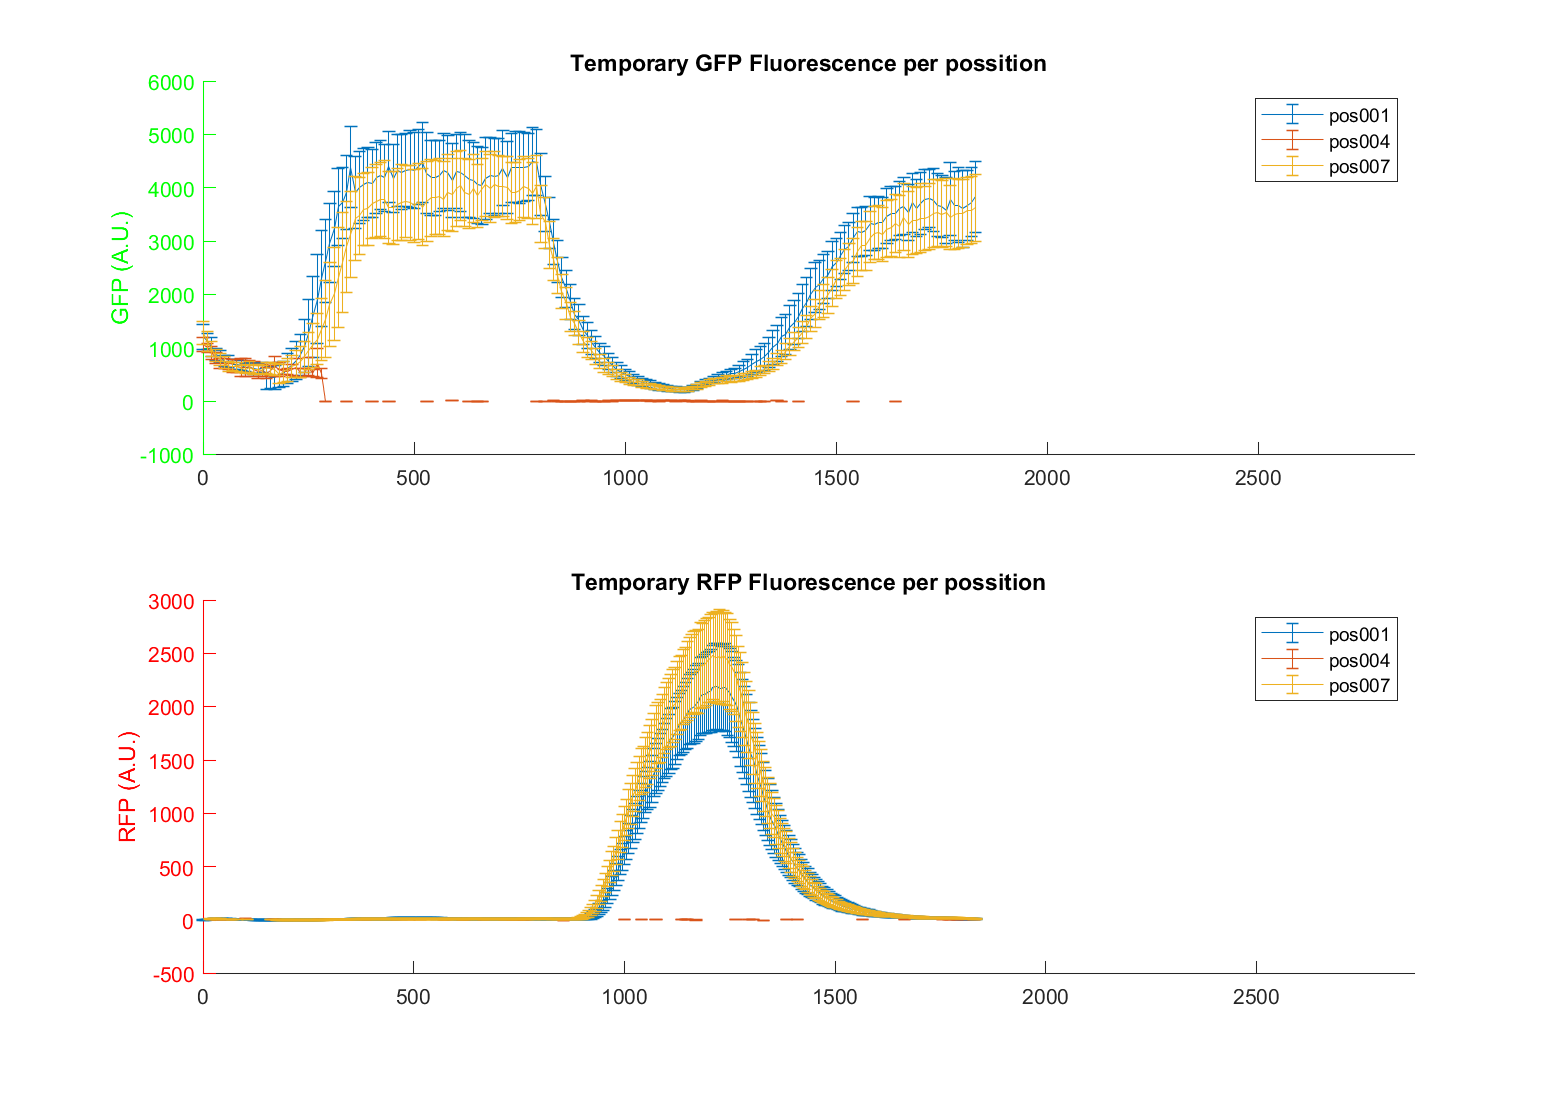 Temporary GFP Fluorescence per possition
6000
5000
4000
3000
2000
1000
0
-1000
GFP (A.U.)
0 500 1000 1500 2000 2500
pos001
pos004
pos007
Temporary RFP Fluorescence per possition
3000
2500
2000
1500
1000
500
0
-500
RFP (A.U.)
0 500 1000 1500 2000 2500
pos001
pos004
pos007